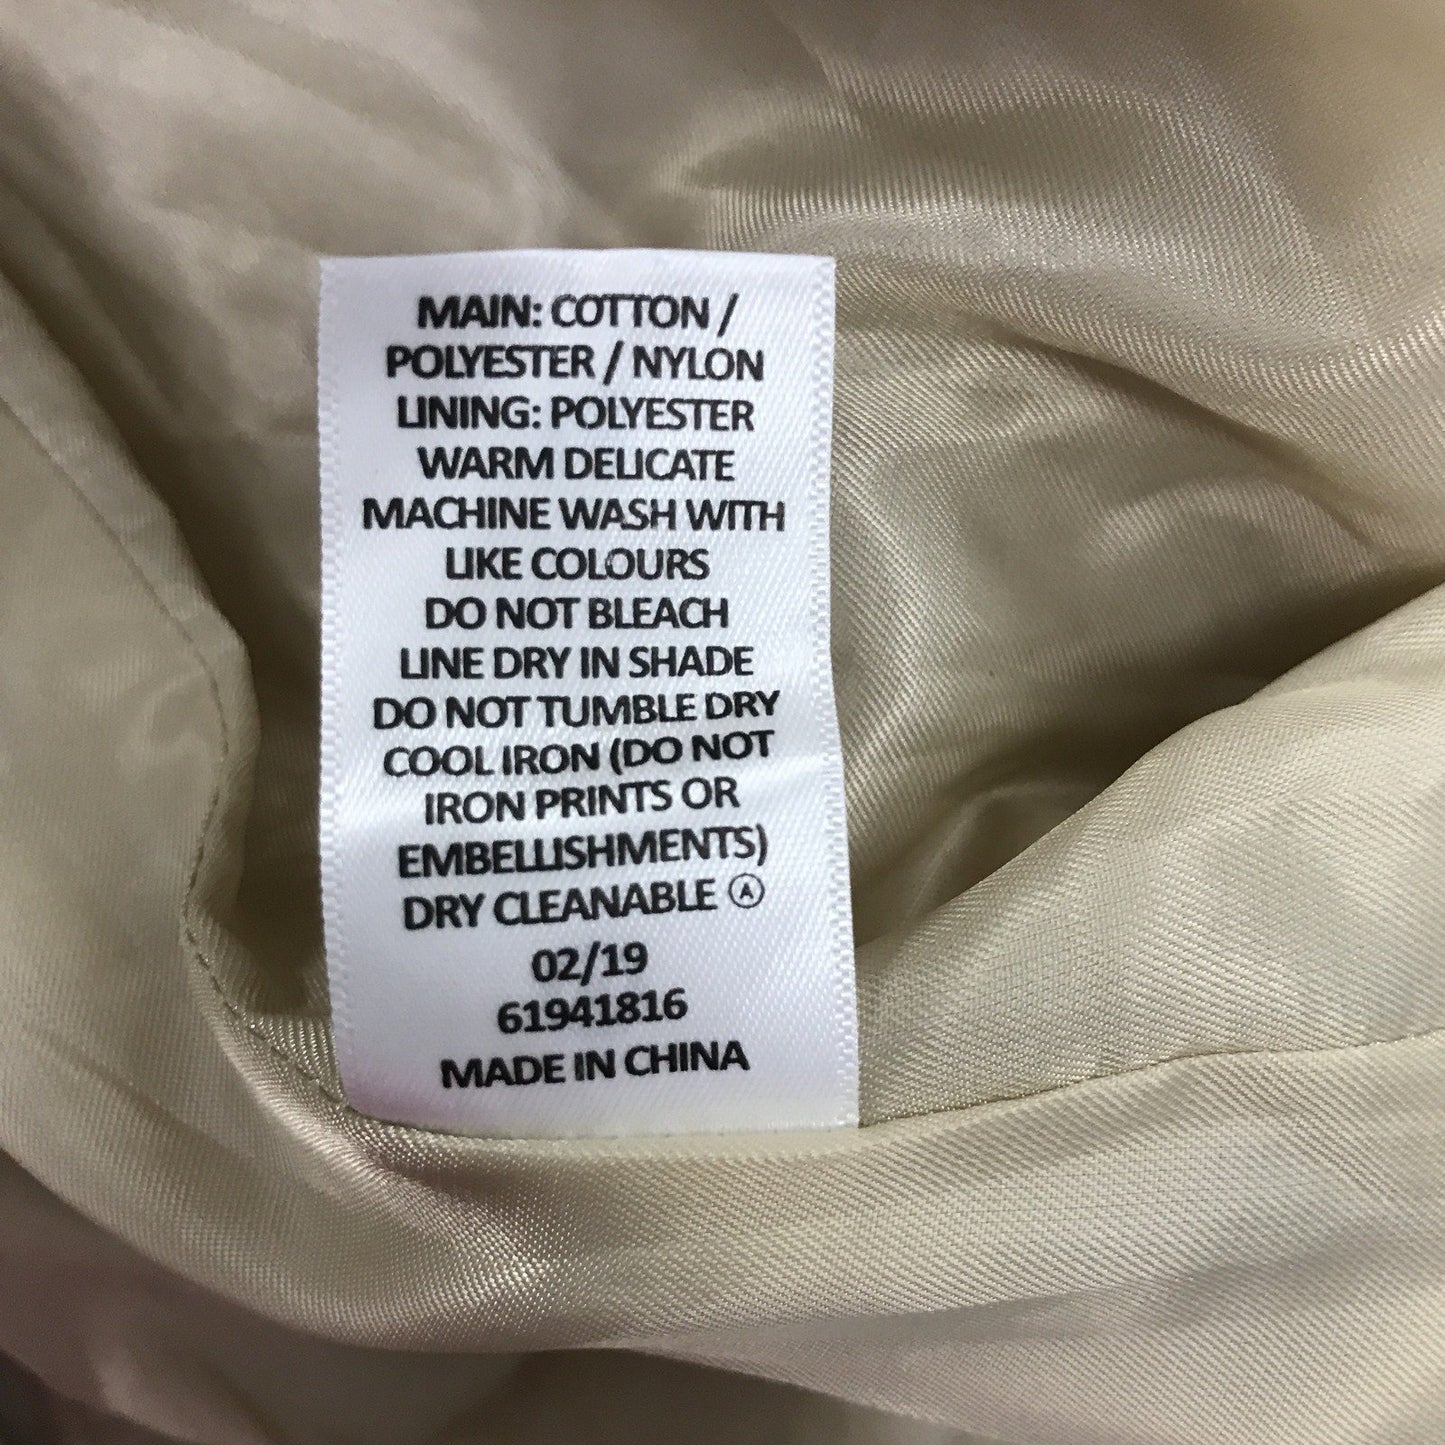 MAIN: COTTON /
POLYESTER / NYLON
LINING: POLYESTER
WARM DELICATE
MACHINE WASH WITH
LIKE COLOURS
DO NOT BLEACH
LINE DRY IN SHADE
DO NOT TUMBLE DRY
COOL IRON (DO NOT
IRON PRINTS OR
EMBELLISHMENTS)
DRY CLEANABLE Ⓐ
02/19
61941816
MADE IN CHINA